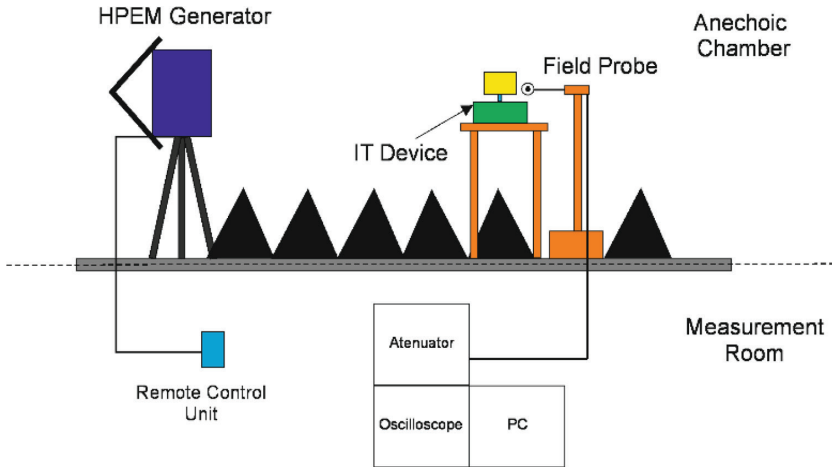 HPEM Generator
Anechoic
Chamber
Field Probe
IT Device
Measurement
Room
Atenuator
Remote Control
Unit
Oscilloscope
PC